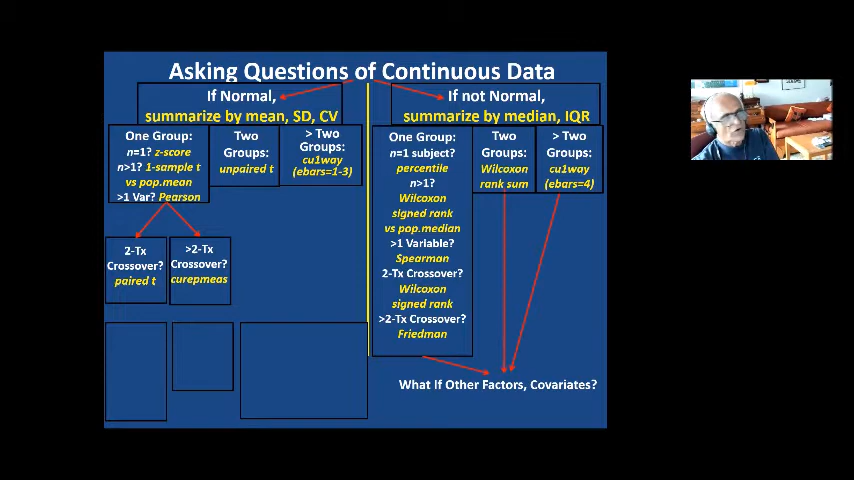 Asking Questions of Continuous Data
If Normal,
summarize by mean, SD, CV
One Group:
n=1? z-score
n>1? 1-sample t
vs pop.mean
>1 Var? Pearson
Two
Groups:
unpaired t
> Two
Groups:
cu1way
(ebars=1-3)
2-Tx
Crossover?
paired t
>2-Tx
Crossover?
curepmeas
If not Normal,
summarize by median, IQR
One Group:
n=1 subject?
percentile
n>1?
Wilcoxon
signed rank
vs pop.median
>1 Variable?
Spearman
2-Tx Crossover?
Wilcoxon
signed rank
>2-Tx Crossover?
Friedman
Two
Groups:
Wilcoxon
rank sum
> Two
Groups:
cu1way
(ebars=4)
What If Other Factors, Covariates?